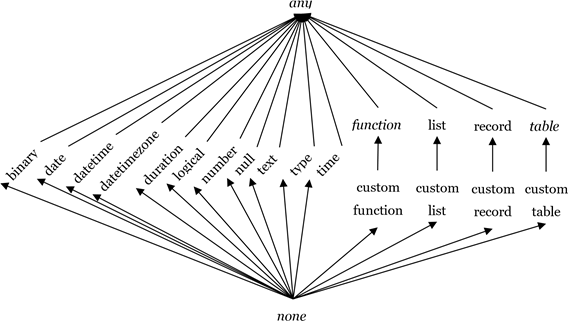 any
binary
date
datetime
datetimezone
duration
logical
number
null
text
type
time
function
list
record
table
custom
function
custom
list
custom
record
custom
table
none